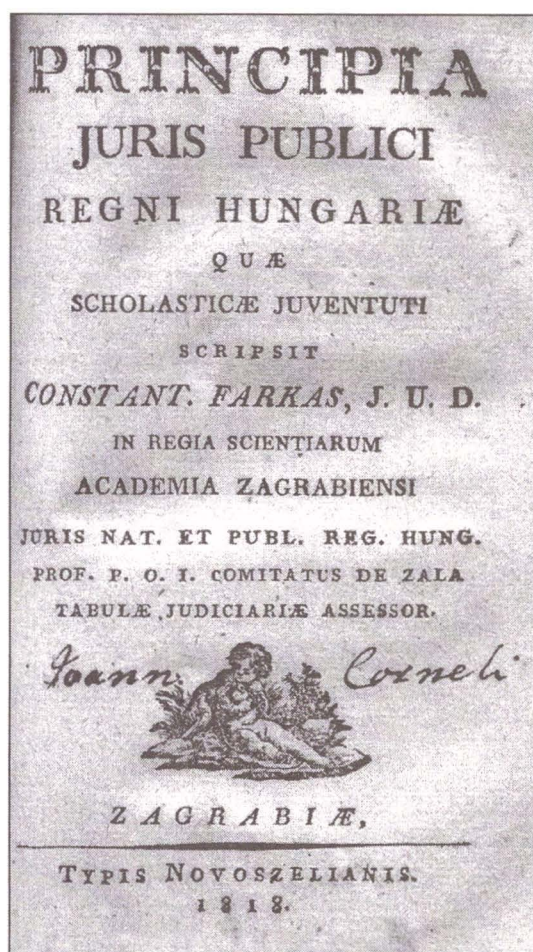 PRINCIPIA
JURIS PUBLICI
REGNI HUNGARIÆ
QUÆ
SCHOLASTICÆ JUVENTUTI
SCRIPSIT
CONSTANT. FARKAS, J. U. D.
IN REGIA SCIENTIARUM
ACADEMIA ZAGRABIENSI
JURIS NAT. ET PUBL. REG. HUNG.
PROF. P. O. I. COMITATUS DE ZALA
TABULÆ JUDICIARIÆ ASSESSOR.
Joann. Corneli
ZAGRABIÆ,
TYPIS NOVOSZELIANIS.
1818.